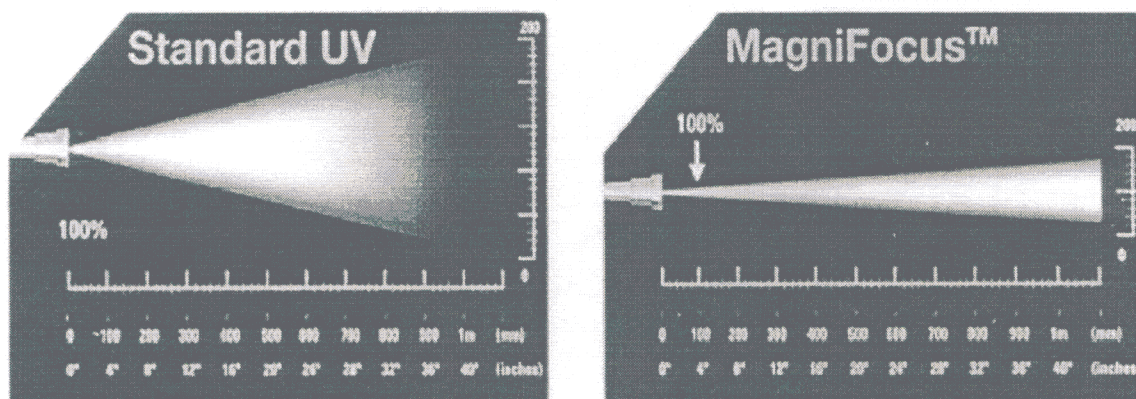 Standard UV
200
100%
0
0 100 200 300 400 500 600 700 800 900 1m (mm)
0" 4" 8" 12" 16" 20" 24" 28" 32" 36" 40" (inches)
MagniFocus™
100%
200
0
0 100 200 300 400 500 600 700 800 900 1m (mm)
0" 4" 8" 12" 16" 20" 24" 28" 32" 36" 40" (inches)